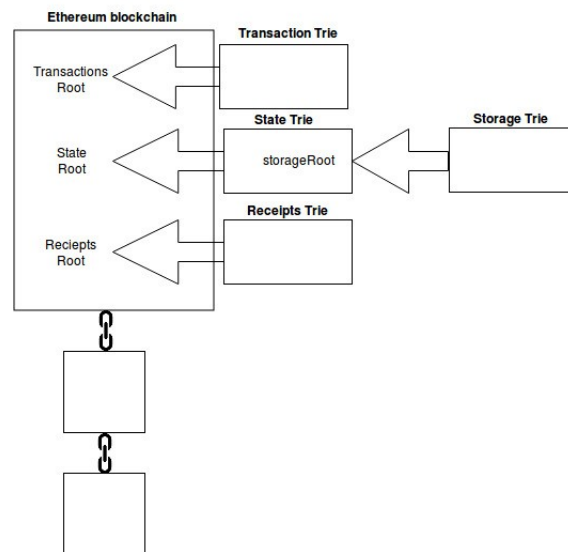 Ethereum blockchain
Transaction Trie
Transactions
Root
State Trie
Storage Trie
State
Root
storageRoot
Receipts Trie
Reciepts
Root